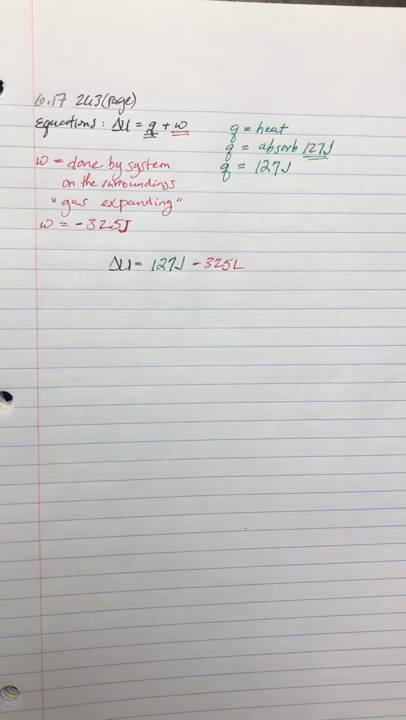 6.17 243(page)
Equations: ΔU = q + w
q = heat
q = absorb 127J
q = 127J
w = done by system
on the surroundings
"gas expanding"
w = -325J
ΔU = 127J - 325L